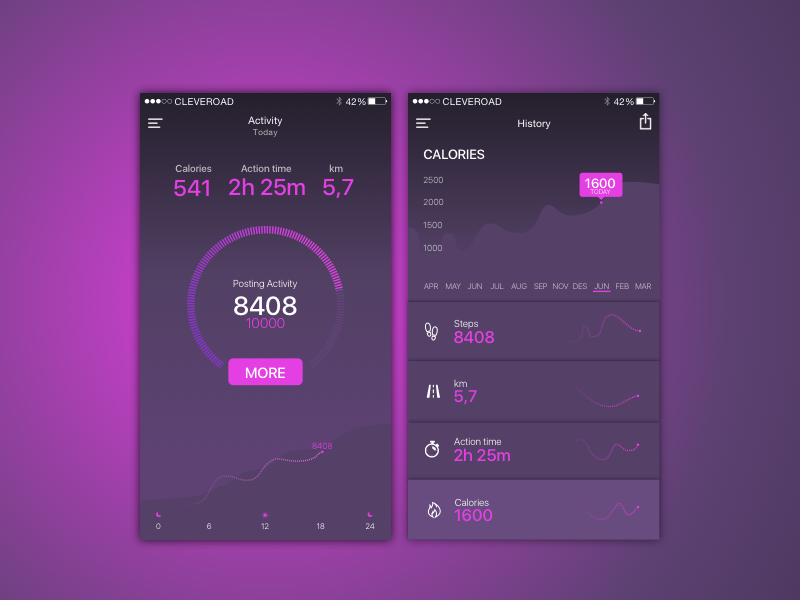 CLEVEROAD 42%
Activity
Today
Calories Action time km
541 2h 25m 5,7
Posting Activity
8408
10000
MORE
8408
0 6 12 18 24
CLEVEROAD 42%
History
CALORIES
2500
2000
1500
1000
1600
TODAY
APR MAY JUN JUL AUG SEP NOV DES JUN FEB MAR
Steps
8408
km
5,7
Action time
2h 25m
Calories
1600